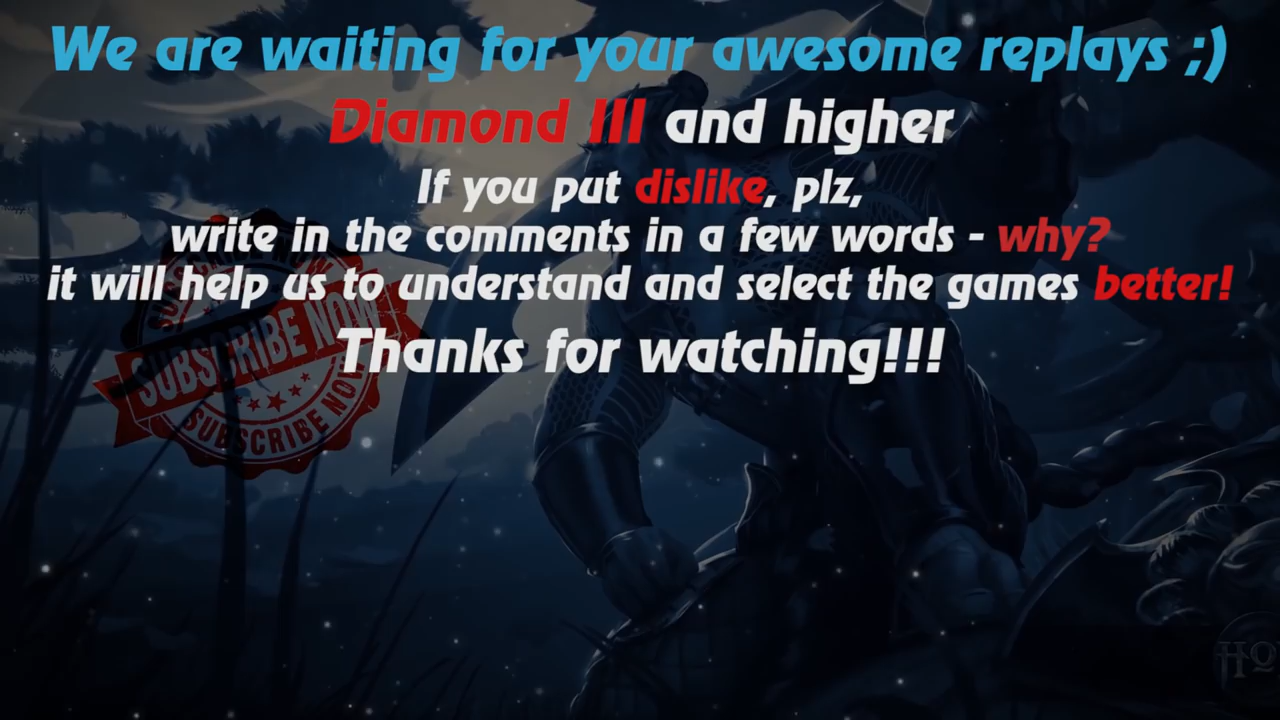 We are waiting for your awesome replays ;)
Diamond III and higher
If you put dislike, plz,
write in the comments in a few words - why?
it will help us to understand and select the games better!
Thanks for watching!!!
SUBSCRIBE NOW
SUBSCRIBE NOW
SUBSCRIBE NOW